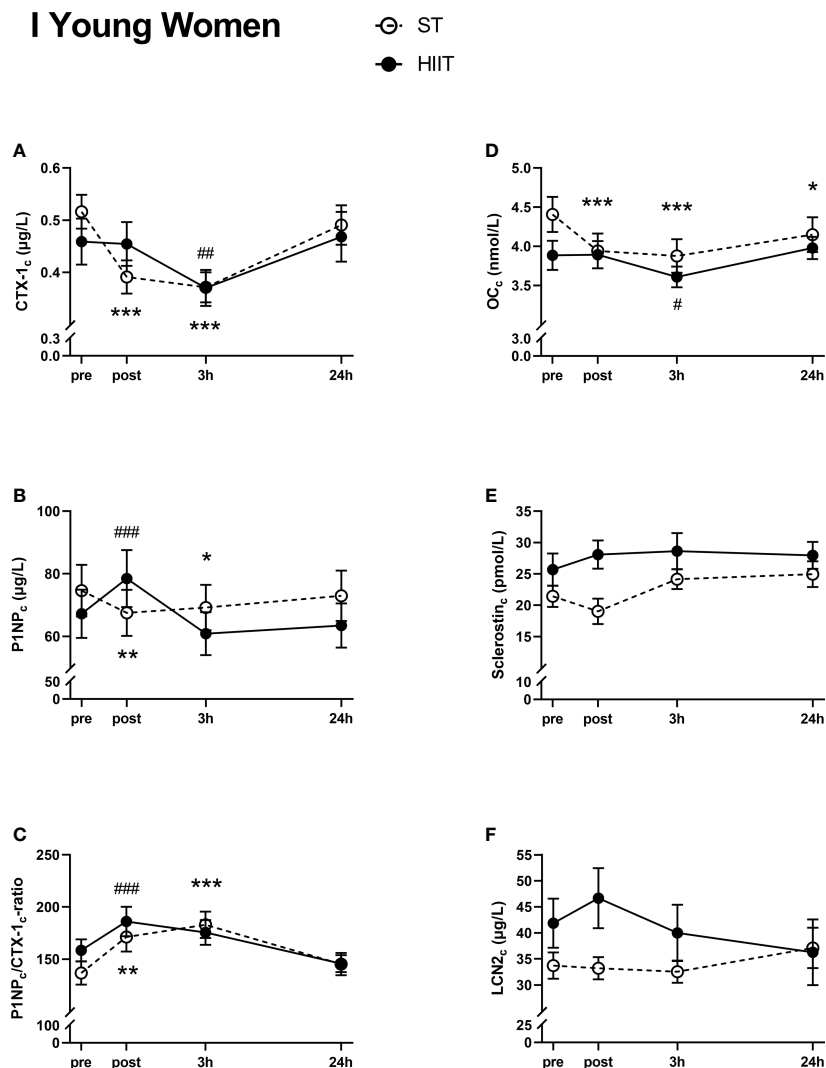 I Young Women
ST
HIIT
A
CTX-1c (µg/L)
0.6
0.5
0.4
0.3
0.0
##
***
***
pre post 3h 24h
D
OCc (nmol/L)
5.0
4.5
4.0
3.5
3.0
0.0
***
***
*
#
pre post 3h 24h
B
P1NPc (µg/L)
100
80
60
50
0
###
*
**
pre post 3h 24h
E
Sclerostinc (pmol/L)
35
30
25
20
15
10
0
pre post 3h 24h
C
P1NPc/CTX-1c-ratio
250
200
150
100
0
###
***
**
pre post 3h 24h
F
LCN2c (µg/L)
55
50
45
40
35
30
25
0
pre post 3h 24h